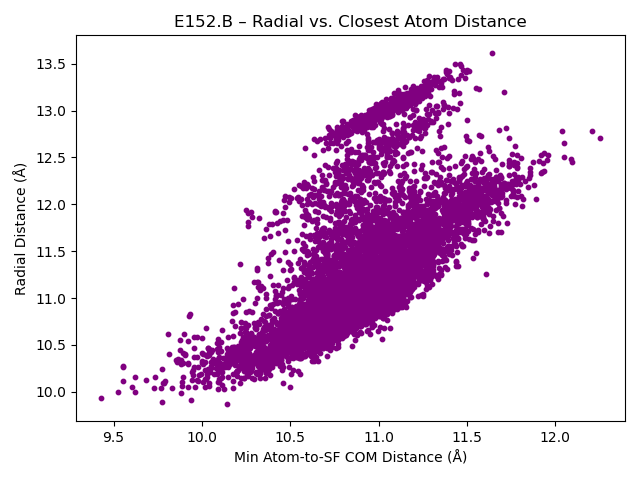 E152.B – Radial vs. Closest Atom Distance
13.5
13.0
12.5
12.0
11.5
11.0
10.5
10.0
Radial Distance (Å)
9.5 10.0 10.5 11.0 11.5 12.0
Min Atom-to-SF COM Distance (Å)